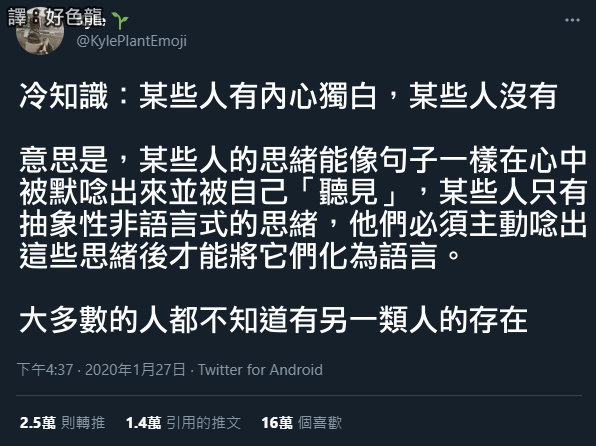 譯：好色龍
Kyle
@KylePlantEmoji
冷知識：某些人有內心獨白，某些人沒有
意思是，某些人的思緒能像句子一樣在心中
被默唸出來並被自己「聽見」，某些人只有
抽象性非語言式的思緒，他們必須主動唸出
這些思緒後才能將它們化為語言。
大多數的人都不知道有另一類人的存在
下午4:37 · 2020年1月27日 · Twitter for Android
2.5萬 則轉推 1.4萬 引用的推文 16萬 個喜歡